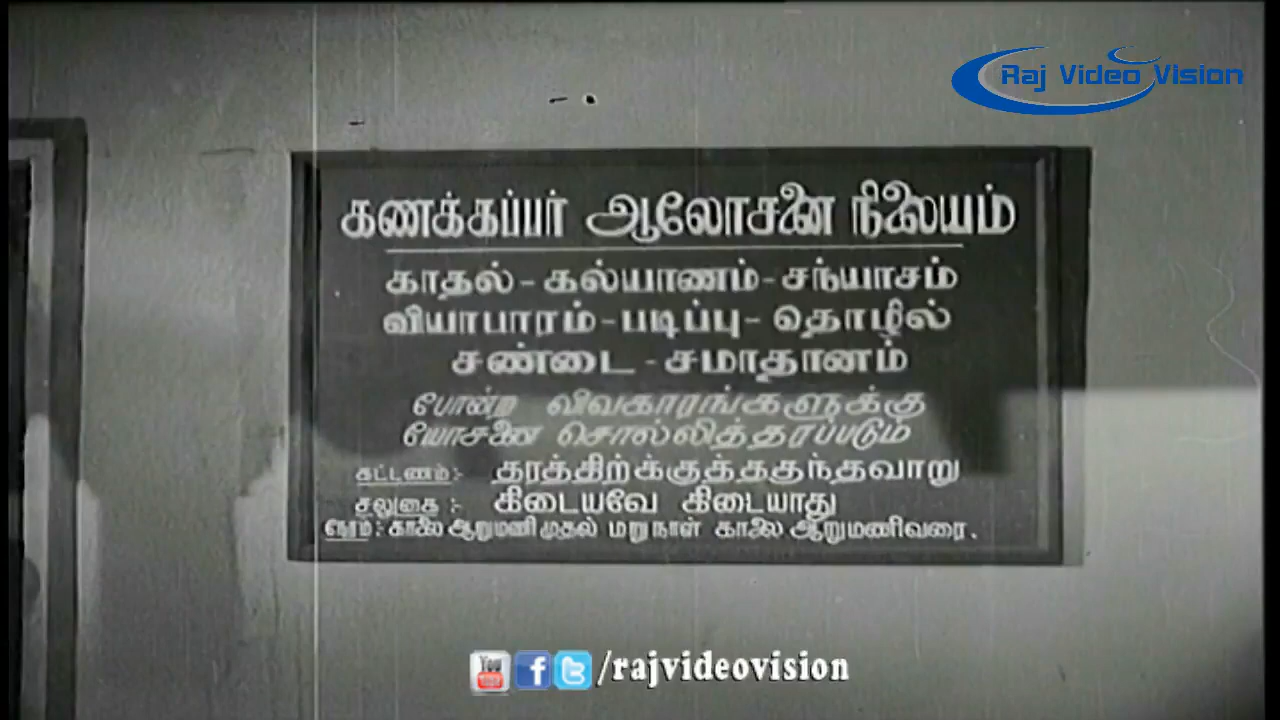 Raj Video Vision
கணக்கப்பர் ஆலோசனை நிலையம்
காதல் - கல்யாணம் - சந்யாசம்
வியாபாரம் - படிப்பு - தொழில்
சண்டை - சமாதானம்
போன்ற விவகாரங்களுக்கு
யோசனை சொல்லித்தரப்படும்
கட்டணம்:- தரத்திற்க்குத்தகுந்தவாறு
சலுகை :- கிடையவே கிடையாது
நேரம்:- காலை ஆறுமணி முதல் மறுநாள் காலை ஆறுமணிவரை.
You Tube f t /rajvideovision